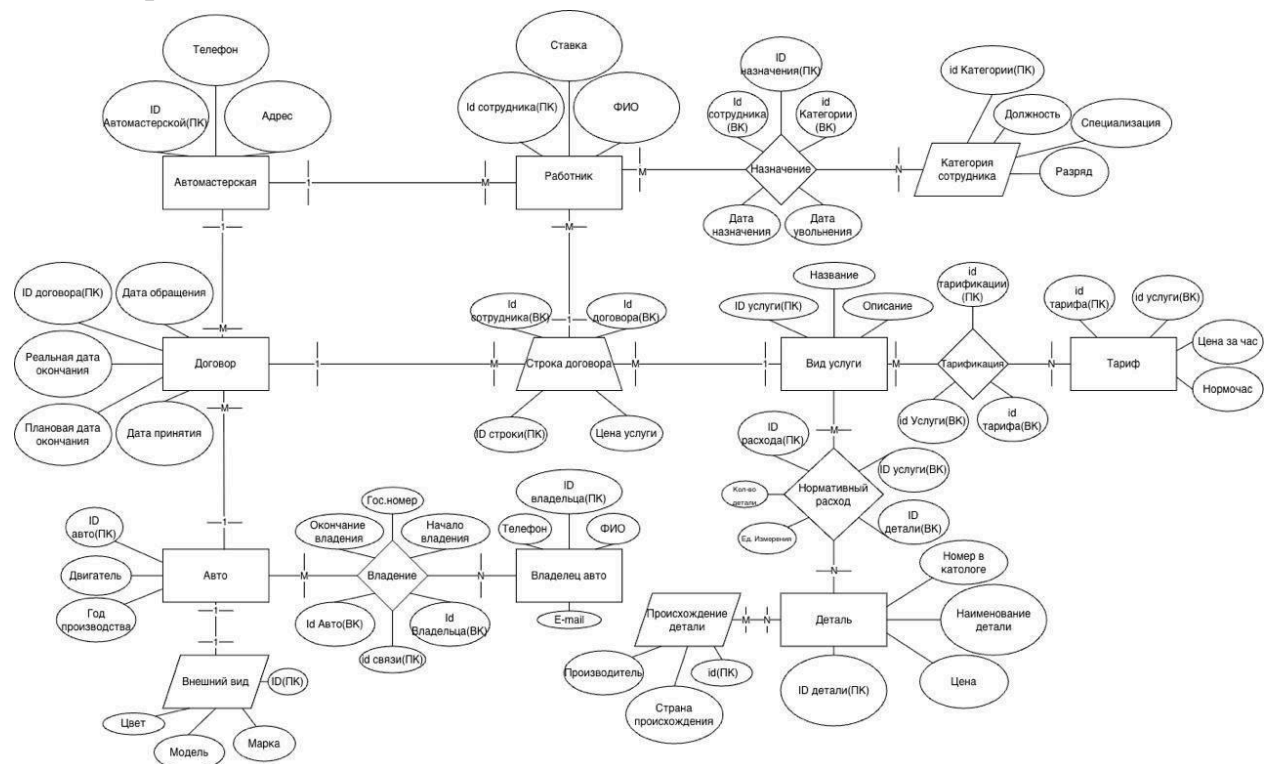 Телефон
ID
Автомастерской(ПК)
Адрес
Автомастерская
1
М
Ставка
Id сотрудника(ПК)
ФИО
Работник
М
ID
назначения(ПК)
Id
сотрудника
(ВК)
id
Категории
(ВК)
Назначение
Дата
назначения
Дата
увольнения
N
id Категории(ПК)
Должность
Специализация
Категория
сотрудника
Разряд
1
М
М
1
ID договора(ПК)
Дата обращения
Реальная дата
окончания
Договор
Плановая дата
окончания
Дата принятия
1
М
Id
сотрудника(ВК)
Id
договора(ВК)
Строка договора
ID строки(ПК)
Цена услуги
М
1
Название
ID услуги(ПК)
Описание
Вид услуги
М
id
тарификации
(ПК)
Тарификация
id Услуги(ВК)
id
тарифа(ВК)
N
id
тарифа(ПК)
id услуги(ВК)
Цена за час
Тариф
Нормочас
М
1
М
ID
расхода(ПК)
ID услуги(ВК)
Кол-во
детали
Нормативный
расход
Ед. Измерения
ID
детали(ВК)
N
ID
авто(ПК)
Двигатель
Год
производства
Авто
М
Гос.номер
Окончание
владения
Начало
владения
Владение
Id Авто(ВК)
Id
Владельца(ВК)
id связи(ПК)
N
ID
владельца(ПК)
Телефон
ФИО
Владелец авто
E-mail
1
1
Внешний вид
ID(ПК)
Цвет
Модель
Марка
Происхождение
детали
М
N
Производитель
id(ПК)
Страна
происхождения
Деталь
Номер в
катологе
Наименование
детали
Цена
ID детали(ПК)